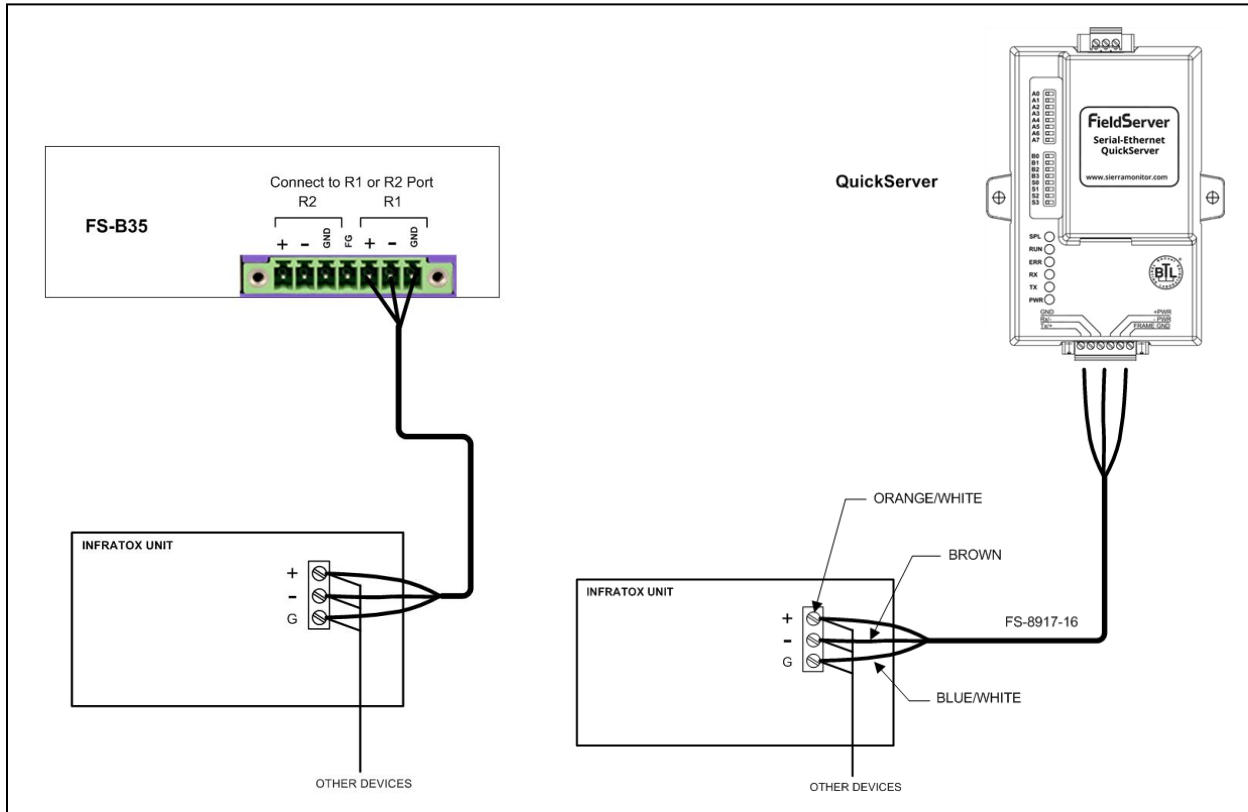 Connect to R1 or R2 Port
R2 R1
FS-B35
+ - GND FG + - GND
INFRATOX UNIT
+
-
G
OTHER DEVICES
QuickServer
A0
A1
A2
A3
A4
A5
A6
A7
B0
B1
B2
B3
S0
S1
S2
S3
FieldServer
Serial-Ethernet
QuickServer
www.sierramonitor.com
SPL
RUN
ERR
RX
TX
PWR
BTL
GND
Rx/-
Tx/+
+PWR
- PWR
FRAME GND
ORANGE/WHITE
BROWN
INFRATOX UNIT
+
-
G
FS-8917-16
BLUE/WHITE
OTHER DEVICES